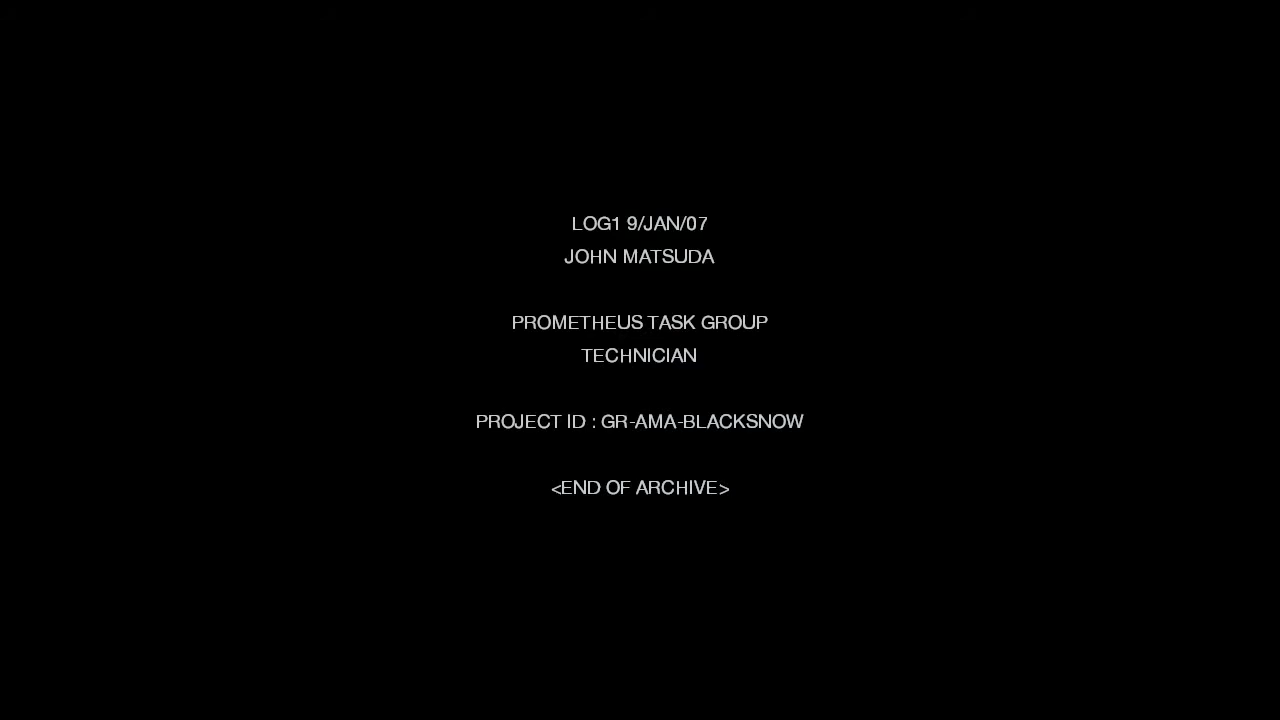 LOG1 9/JAN/07
JOHN MATSUDA
PROMETHEUS TASK GROUP
TECHNICIAN
PROJECT ID : GR-AMA-BLACKSNOW
<END OF ARCHIVE>